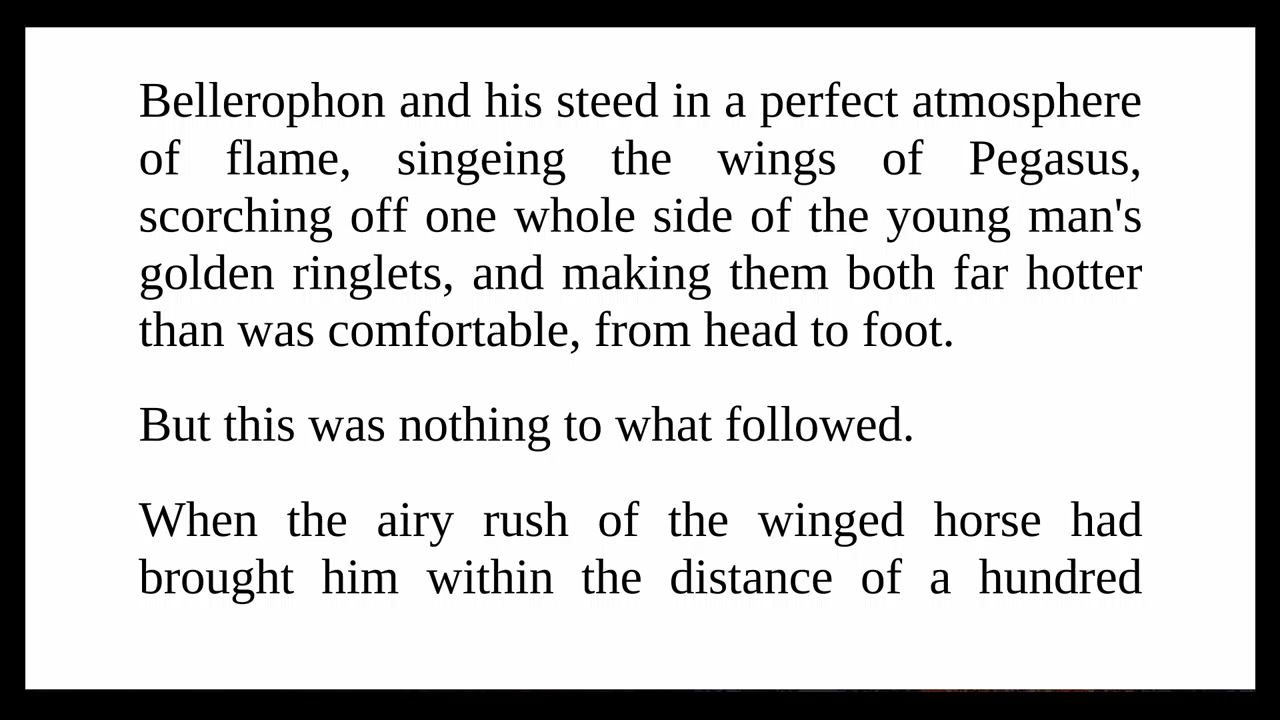 Bellerophon and his steed in a perfect atmosphere
of flame, singeing the wings of Pegasus,
scorching off one whole side of the young man's
golden ringlets, and making them both far hotter
than was comfortable, from head to foot.
But this was nothing to what followed.
When the airy rush of the winged horse had
brought him within the distance of a hundred